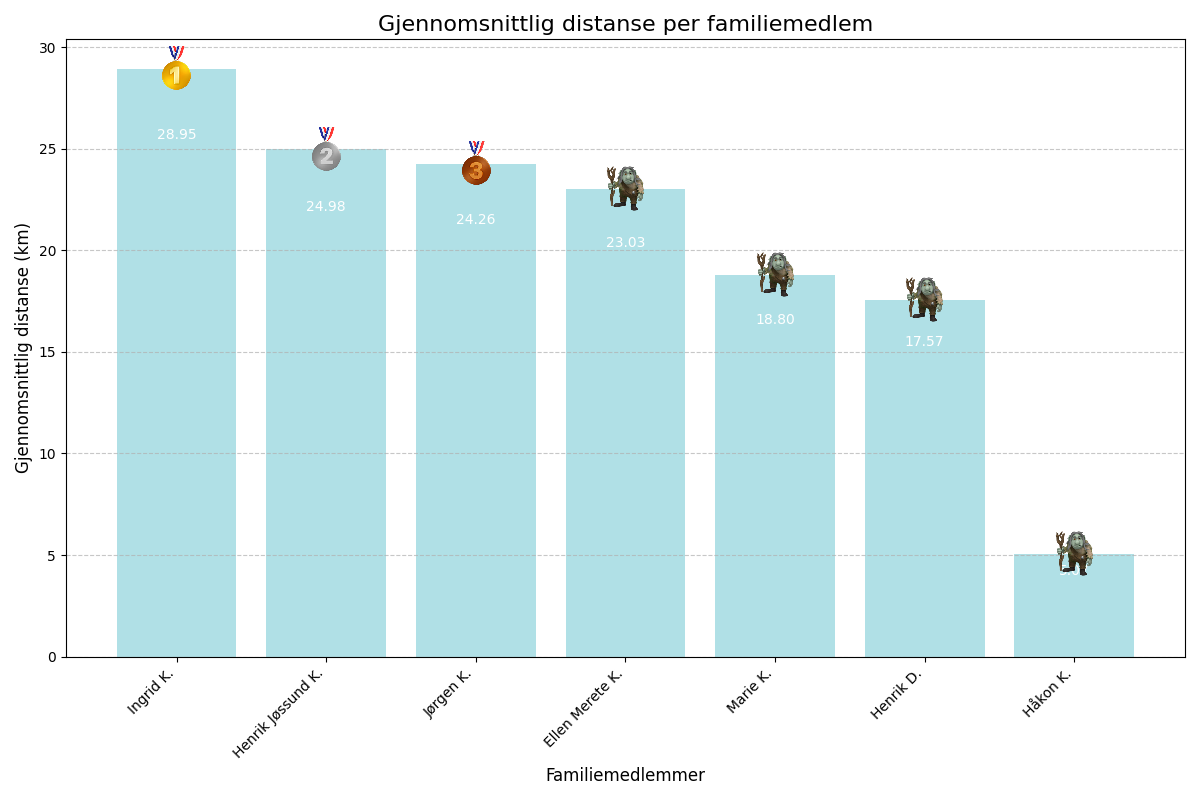 Gjennomsnittlig distanse per familiemedlem
Gjennomsnittlig distanse (km)
30
25
20
15
10
5
0
1
2
3
28.95
24.98
24.26
23.03
18.80
17.57
Ingrid K.
Henrik Jøssund K.
Jørgen K.
Ellen Merete K.
Marie K.
Henrik D.
Håkon K.
Familiemedlemmer